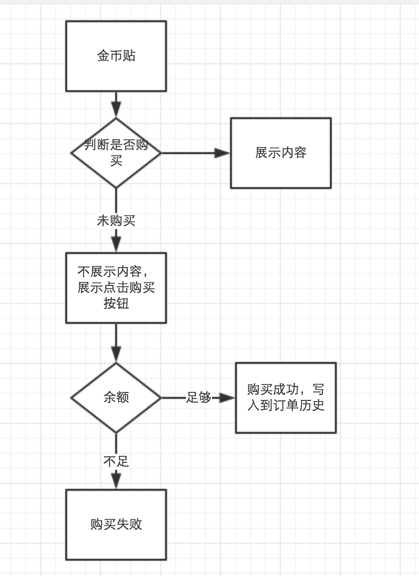 金币贴
判断是否购
买
展示内容
未购买
不展示内容，
展示点击购买
按钮
余额
足够
购买成功，写
入到订单历史
不足
购买失败